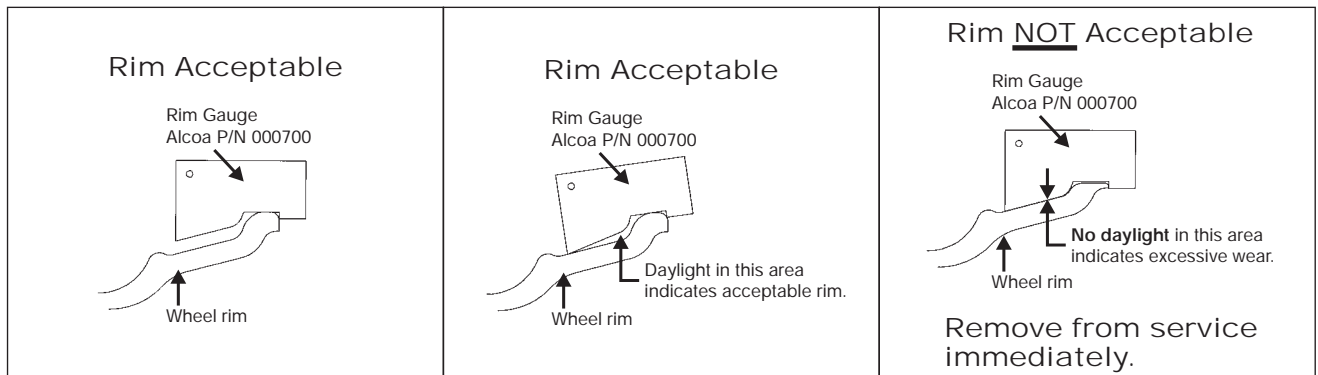 Rim Acceptable
Rim Gauge
Alcoa P/N 000700
Wheel rim
Rim Acceptable
Rim Gauge
Alcoa P/N 000700
Daylight in this area
indicates acceptable rim.
Wheel rim
Rim NOT Acceptable
Rim Gauge
Alcoa P/N 000700
No daylight in this area
indicates excessive wear.
Wheel rim
Remove from service
immediately.